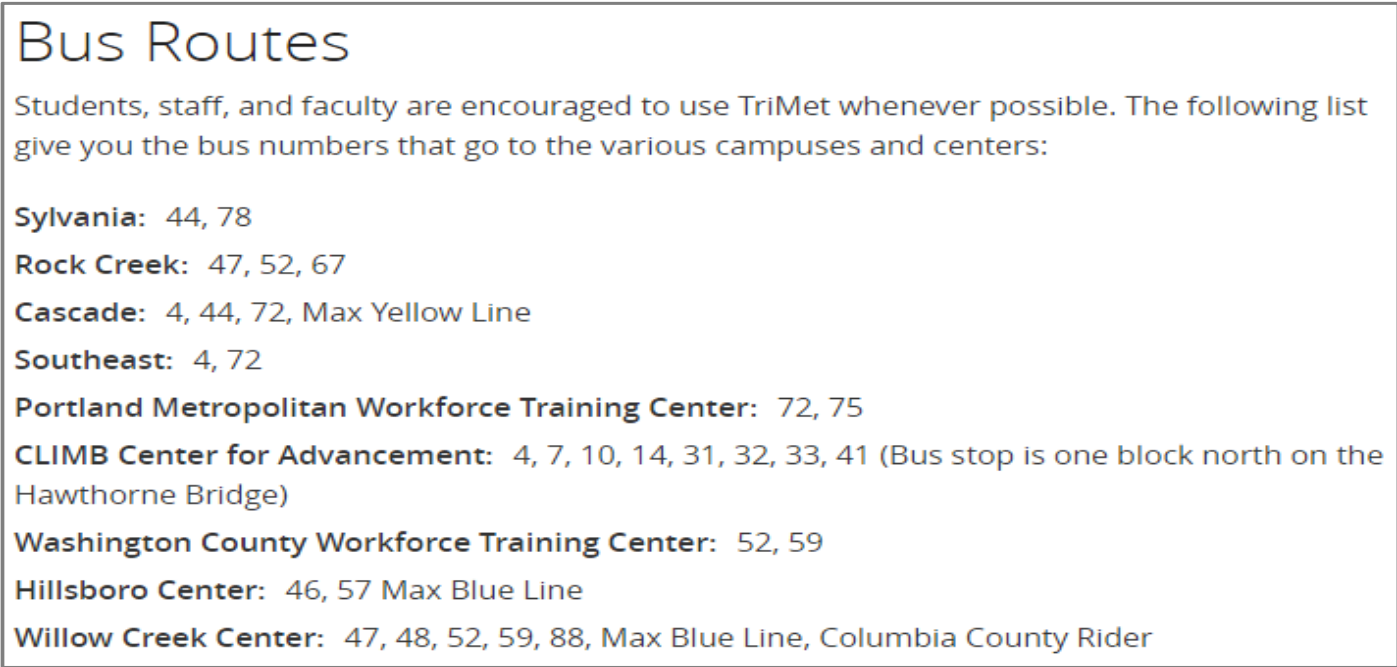 Bus Routes
Students, staff, and faculty are encouraged to use TriMet whenever possible. The following list
give you the bus numbers that go to the various campuses and centers:
Sylvania: 44, 78
Rock Creek: 47, 52, 67
Cascade: 4, 44, 72, Max Yellow Line
Southeast: 4, 72
Portland Metropolitan Workforce Training Center: 72, 75
CLIMB Center for Advancement: 4, 7, 10, 14, 31, 32, 33, 41 (Bus stop is one block north on the
Hawthorne Bridge)
Washington County Workforce Training Center: 52, 59
Hillsboro Center: 46, 57 Max Blue Line
Willow Creek Center: 47, 48, 52, 59, 88, Max Blue Line, Columbia County Rider